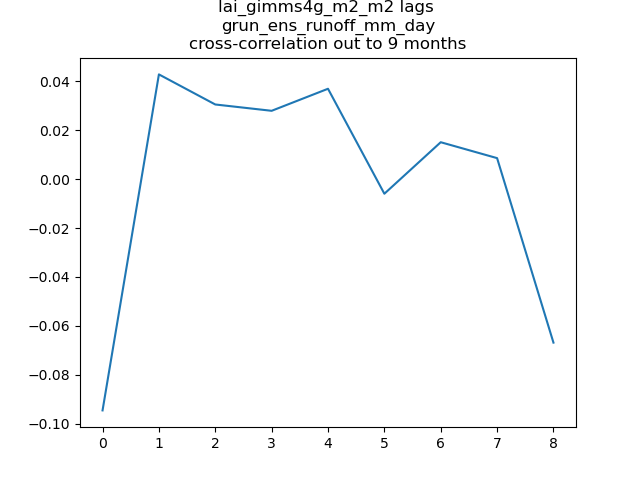 lai_gimms4g_m2_m2 lags
grun_ens_runoff_mm_day
cross-correlation out to 9 months
0.04
0.02
0.00
−0.02
−0.04
−0.06
−0.08
−0.10
0 1 2 3 4 5 6 7 8